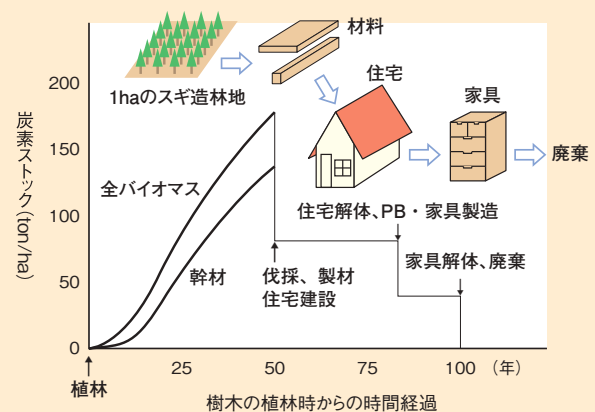 材料
住宅
家具
1haのスギ造林地
廃棄
炭素ストック(ton/ha)
200
150
100
50
0
全バイオマス
幹材
住宅解体、PB・家具製造
家具解体、廃棄
伐採、製材
住宅建設
25
50
75
100
(年)
植林
樹木の植林時からの時間経過